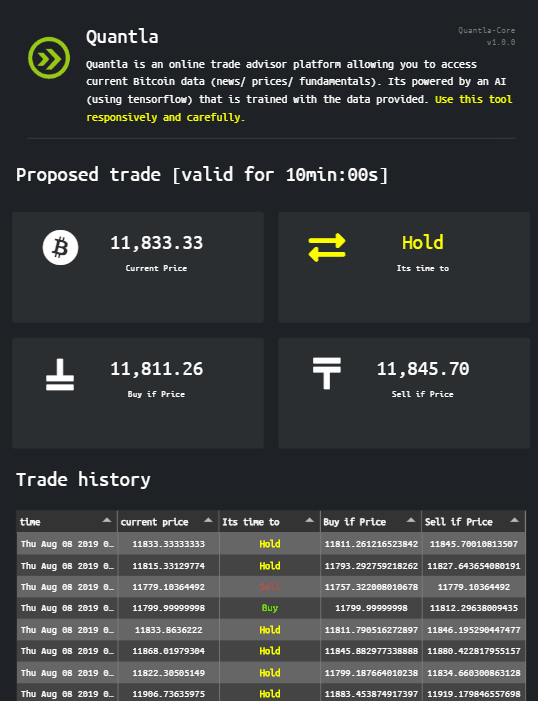 Quantla
Quantla-Core
v1.0.0
Quantla is an online trade advisor platform allowing you to access
current Bitcoin data (news/ prices/ fundamentals). Its powered by an AI
(using tensorflow) that is trained with the data provided. Use this tool
responsively and carefully.
Proposed trade [valid for 10min:00s]
11,833.33
Current Price
Hold
Its time to
11,811.26
Buy if Price
11,845.70
Sell if Price
Trade history
time current price Its time to Buy if Price Sell if Price
Thu Aug 08 2019 0… 11833.33333333 Hold 11811.261216523842 11845.70010813507
Thu Aug 08 2019 0… 11815.33129774 Hold 11793.292759218262 11827.643654080191
Thu Aug 08 2019 0… 11779.10364492 Sell 11757.322008010678 11779.10364492
Thu Aug 08 2019 0… 11799.99999998 Buy 11799.99999998 11812.29638009435
Thu Aug 08 2019 0… 11833.8636222 Hold 11811.790516272897 11846.195290447477
Thu Aug 08 2019 0… 11868.01979304 Hold 11845.882977338888 11880.422817955157
Thu Aug 08 2019 0… 11822.30505149 Hold 11799.187664010238 11834.660300863128
Thu Aug 08 2019 0… 11906.73635975 Hold 11883.453874917397 11919.179846557698